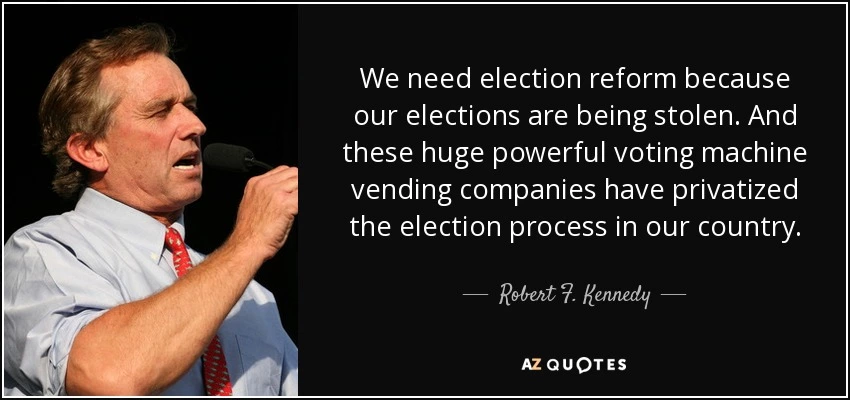 We need election reform because
our elections are being stolen. And
these huge powerful voting machine
vending companies have privatized
the election process in our country.
Robert F. Kennedy
AZ QUOTES